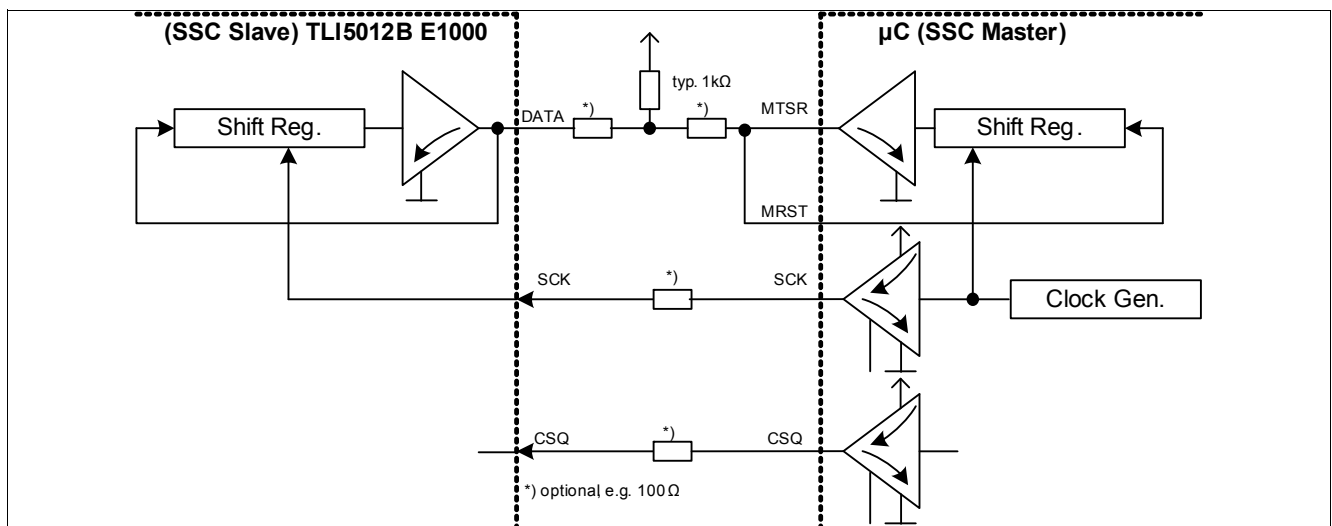 (SSC Slave) TLI5012B E1000
µC (SSC Master)
typ. 1kΩ
DATA
*)
*)
MTSR
Shift Reg.
Shift Reg.
MRST
SCK
*)
SCK
Clock Gen.
CSQ
*)
CSQ
*) optional, e.g. 100Ω